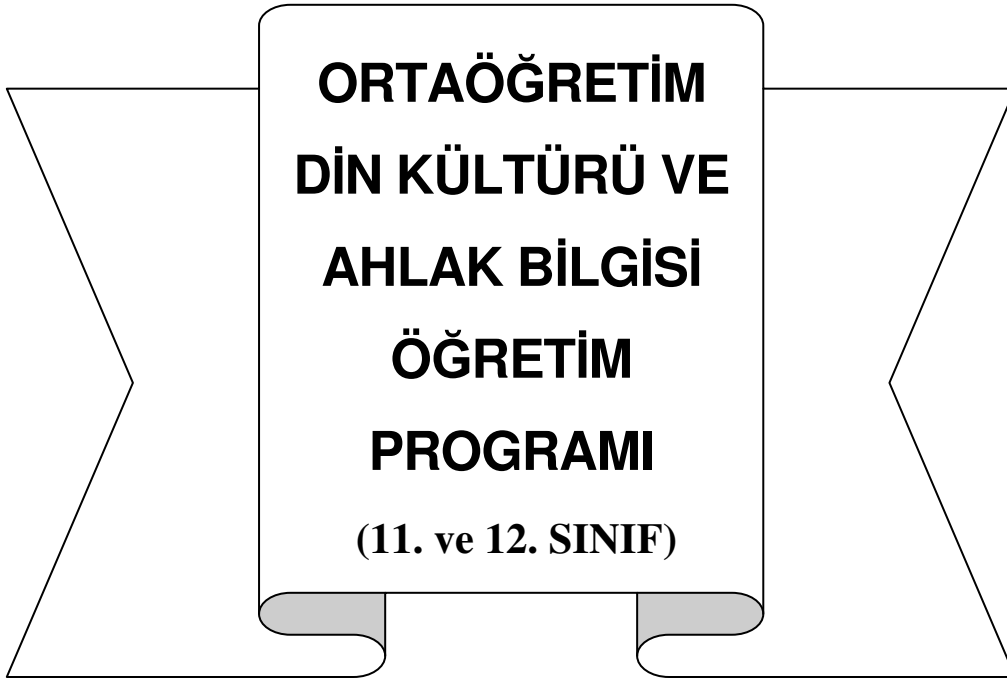 ORTAÖĞRETİM
DİN KÜLTÜRÜ VE
AHLAK BİLGİSİ
ÖĞRETİM
PROGRAMI
(11. ve 12. SINIF)